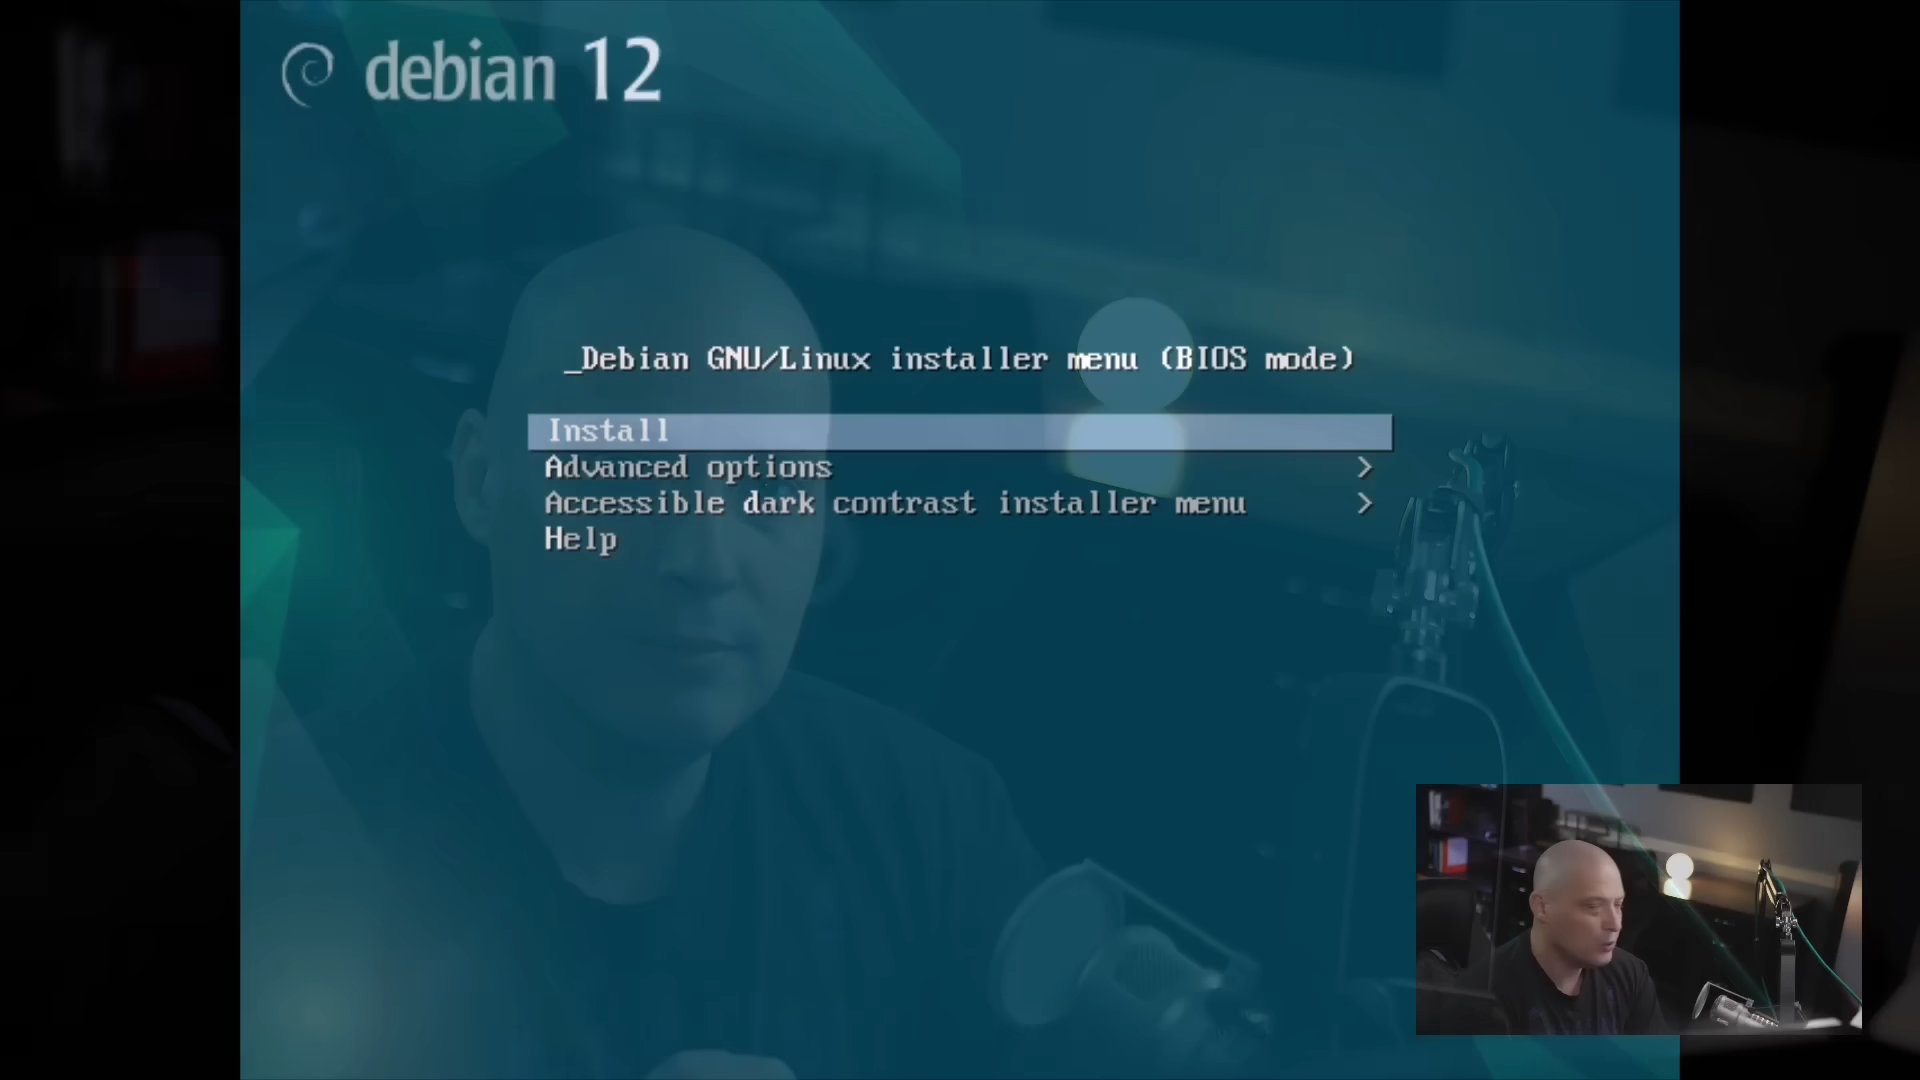 debian 12
_Debian GNU/Linux installer menu (BIOS mode)
Install
Advanced options >
Accessible dark contrast installer menu >
Help